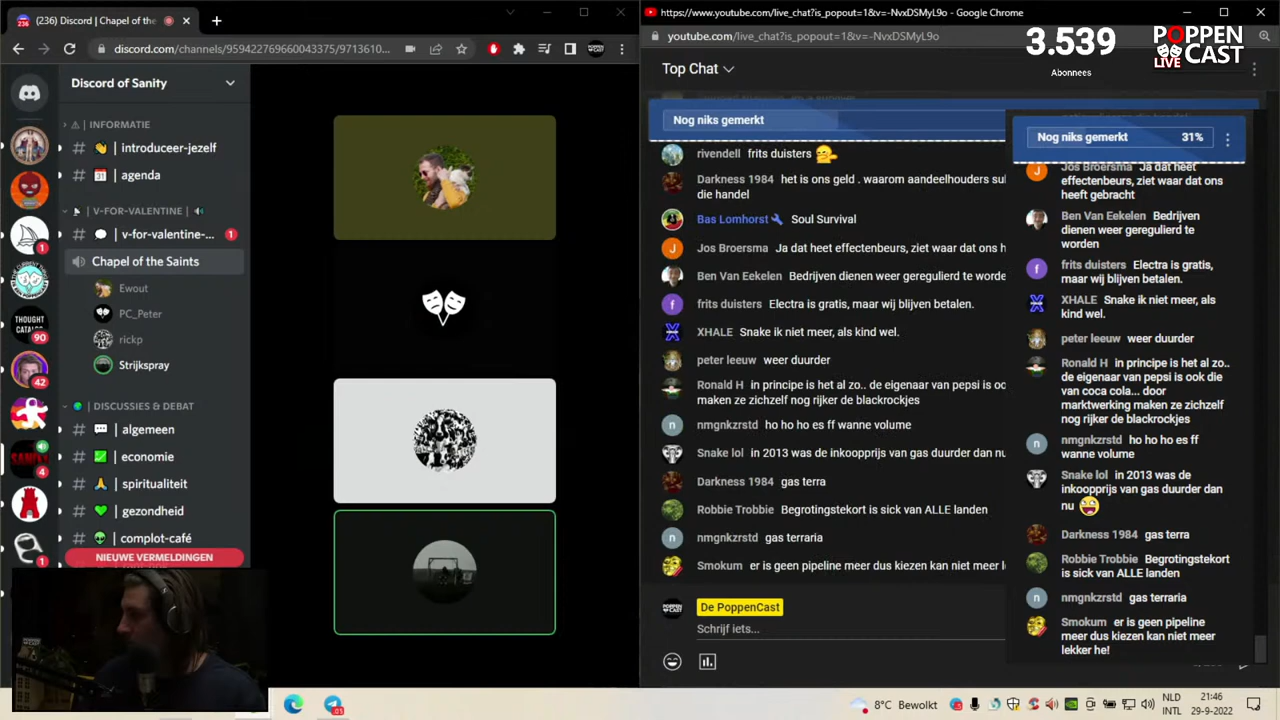 236
(236) Discord | Chapel of
discord.com/channels/959422769660043375/9713610...
Discord of Sanity
| INFORMATIE
# | introduceer-jezelf
# | agenda
| V-FOR-VALENTINE |
# | v-for-valentine-... 1
Chapel of the Saints
Ewout
PC_Peter
rickp
Strijkspray
| DISCUSSIES & DEBAT
# | algemeen
# | economie
# | spiritualiteit
# | gezondheid
# | complot-café
NIEUWE VERMELDINGEN
1
THOUGHT
CATALOG
90
42
4
1
https://www.youtube.com/live_chat?is_popout=1&v=-NvxDSMyL9o - Google Chrome
youtube.com/live_chat?is_popout=1&v=-NvxDSMyL9o
3.539
Abonnees
POPPEN
LIVE CAST
Top Chat
Nog niks gemerkt
rivendell frits duisters
Darkness 1984 het is ons geld . waarom aandeelhouders sul
die handel
Bas Lomhorst Soul Survival
Jos Broersma Ja dat heet effectenbeurs, ziet waar dat ons h
Ben Van Eekelen Bedrijven dienen weer gereguleerd te worde
frits duisters Electra is gratis, maar wij blijven betalen.
XHALE Snake ik niet meer, als kind wel.
peter leeuw weer duurder
Ronald H in principe is het al zo.. de eigenaar van pepsi is oo
maken ze zichzelf nog rijker de blackrockjes
nmgnkzrstd ho ho ho es ff wanne volume
Snake lol in 2013 was de inkoopprijs van gas duurder dan nu
Darkness 1984 gas terra
Robbie Trobbie Begrotingstekort is sick van ALLE landen
nmgnkzrstd gas terraria
Smokum er is geen pipeline meer dus kiezen kan niet meer l
De PoppenCast
Schrijf iets...
Nog niks gemerkt 31%
Jos Broersma Ja dat heet
effectenbeurs, ziet waar dat ons
heeft gebracht
Ben Van Eekelen Bedrijven
dienen weer gereguleerd te
worden
frits duisters Electra is gratis,
maar wij blijven betalen.
XHALE Snake ik niet meer, als
kind wel.
peter leeuw weer duurder
Ronald H in principe is het al zo..
de eigenaar van pepsi is ook die
van coca cola... door
marktwerking maken ze zichzelf
nog rijker de blackrockjes
nmgnkzrstd ho ho ho es ff
wanne volume
Snake lol in 2013 was de
inkoopprijs van gas duurder dan
nu
Darkness 1984 gas terra
Robbie Trobbie Begrotingstekort
is sick van ALLE landen
nmgnkzrstd gas terraria
Smokum er is geen pipeline
meer dus kiezen kan niet meer
lekker he!
8°C Bewolkt
NLD
INTL
21:46
29-9-2022